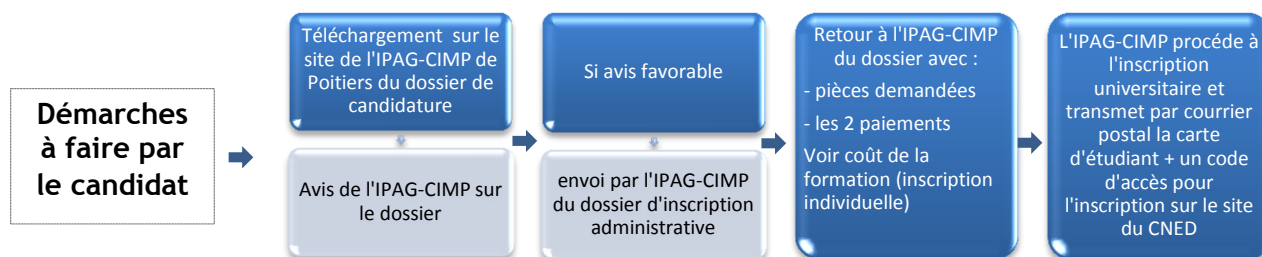 Démarches
à faire par
le candidat
Téléchargement sur le
site de l'IPAG-CIMP de
Poitiers du dossier de
candidature
Avis de l'IPAG-CIMP sur
le dossier
Si avis favorable
envoi par l'IPAG-CIMP
du dossier d'inscription
administrative
Retour à l'IPAG-CIMP
du dossier avec :
- pièces demandées
- les 2 paiements
Voir coût de la
formation (inscription
individuelle)
L'IPAG-CIMP procéde à
l'inscription
universitaire et
transmet par courrier
postal la carte
d'étudiant + un code
d'accès pour
l'inscription sur le site
du CNED